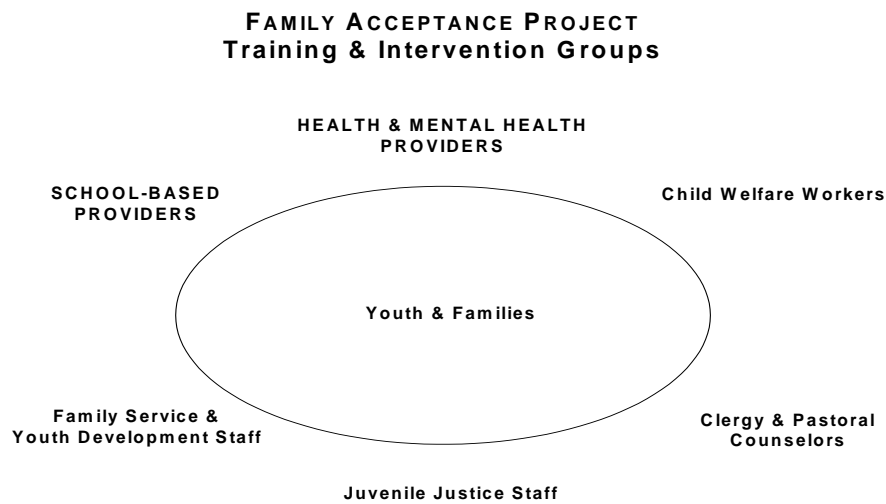 FAMILY ACCEPTANCE PROJECT
Training & Intervention Groups
HEALTH & MENTAL HEALTH
PROVIDERS
SCHOOL-BASED
PROVIDERS
Child Welfare Workers
Youth & Families
Family Service &
Youth Development Staff
Clergy & Pastoral
Counselors
Juvenile Justice Staff